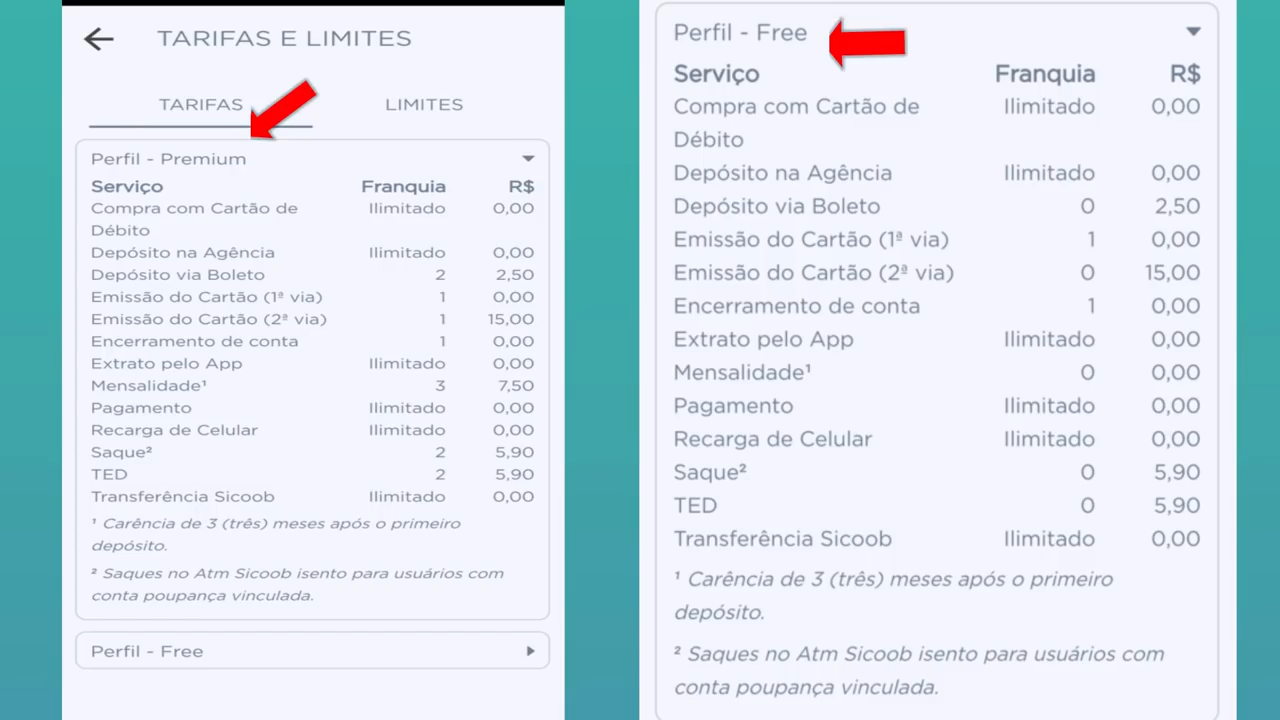 TARIFAS E LIMITES
TARIFAS LIMITES
Perfil - Premium
Serviço Franquia R$
Compra com Cartão de Ilimitado 0,00
Débito
Depósito na Agência Ilimitado 0,00
Depósito via Boleto 2 2,50
Emissão do Cartão (1ª via) 1 0,00
Emissão do Cartão (2ª via) 1 15,00
Encerramento de conta 1 0,00
Extrato pelo App Ilimitado 0,00
Mensalidade¹ 3 7,50
Pagamento Ilimitado 0,00
Recarga de Celular Ilimitado 0,00
Saque² 2 5,90
TED 2 5,90
Transferência Sicoob Ilimitado 0,00
¹ Carência de 3 (três) meses após o primeiro
depósito.
² Saques no Atm Sicoob isento para usuários com
conta poupança vinculada.
Perfil - Free
Perfil - Free
Serviço Franquia R$
Compra com Cartão de Ilimitado 0,00
Débito
Depósito na Agência Ilimitado 0,00
Depósito via Boleto 0 2,50
Emissão do Cartão (1ª via) 1 0,00
Emissão do Cartão (2ª via) 0 15,00
Encerramento de conta 1 0,00
Extrato pelo App Ilimitado 0,00
Mensalidade¹ 0 0,00
Pagamento Ilimitado 0,00
Recarga de Celular Ilimitado 0,00
Saque² 0 5,90
TED 0 5,90
Transferência Sicoob Ilimitado 0,00
¹ Carência de 3 (três) meses após o primeiro
depósito.
² Saques no Atm Sicoob isento para usuários com
conta poupança vinculada.